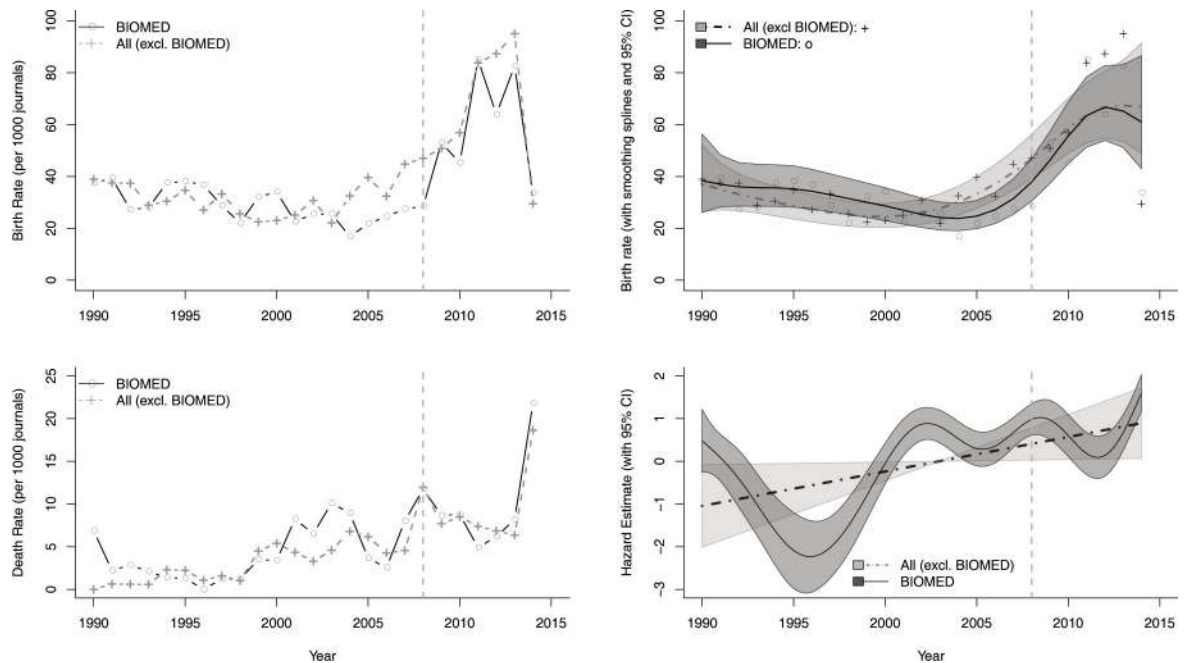 Birth Rate (per 1000 journals)
100
80
60
40
20
0
BIOMED
All (excl. BIOMED)
1990 1995 2000 2005 2010 2015
Birth rate (with smoothing splines and 95% CI)
100
80
60
40
20
0
All (excl BIOMED): +
BIOMED: o
1990 1995 2000 2005 2010 2015
Death Rate (per 1000 journals)
25
20
15
10
5
0
BIOMED
All (excl. BIOMED)
1990 1995 2000 2005 2010 2015
Year
Hazard Estimate (with 95% CI)
2
1
0
-1
-2
-3
All (excl. BIOMED)
BIOMED
1990 1995 2000 2005 2010 2015
Year